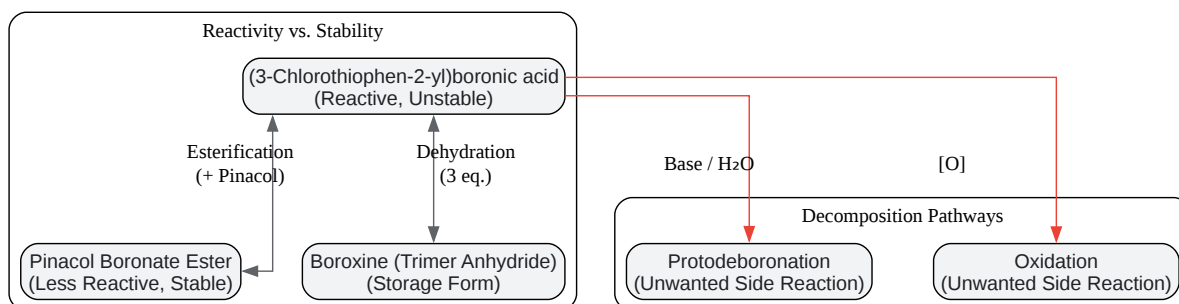 Reactivity vs. Stability
(3-Chlorothiophen-2-yl)boronic acid
(Reactive, Unstable)
Esterification
(+ Pinacol)
Dehydration
(3 eq.)
Base / H₂O
[O]
Decomposition Pathways
Pinacol Boronate Ester
(Less Reactive, Stable)
Boroxine (Trimer Anhydride)
(Storage Form)
Protodeboronation
(Unwanted Side Reaction)
Oxidation
(Unwanted Side Reaction)